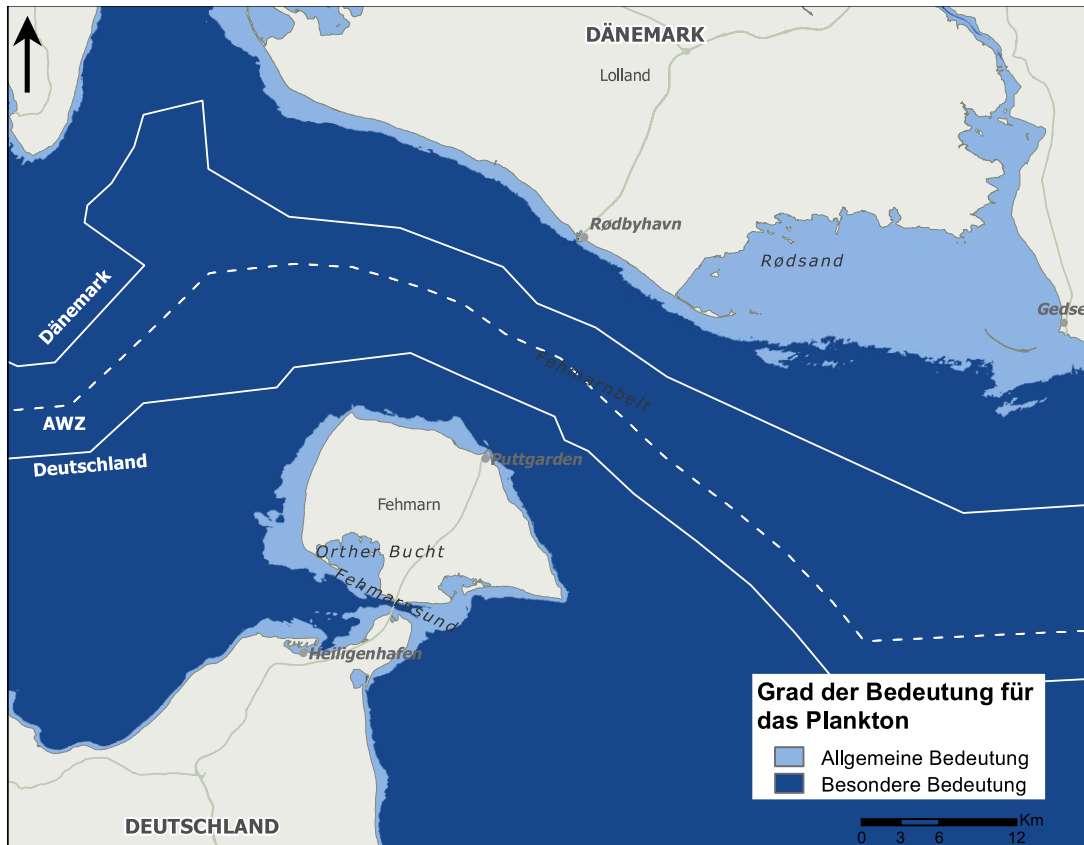 DÄNEMARK
Lolland
Rødbyhavn
Rødsand
Gedse
Dänemark
Fehmarnbelt
AWZ
Deutschland
Puttgarden
Fehmarn
Orther Bucht
Fehmarnsund
Heiligenhafen
Grad der Bedeutung für
das Plankton
Allgemeine Bedeutung
Besondere Bedeutung
DEUTSCHLAND
Km
0 3 6 12